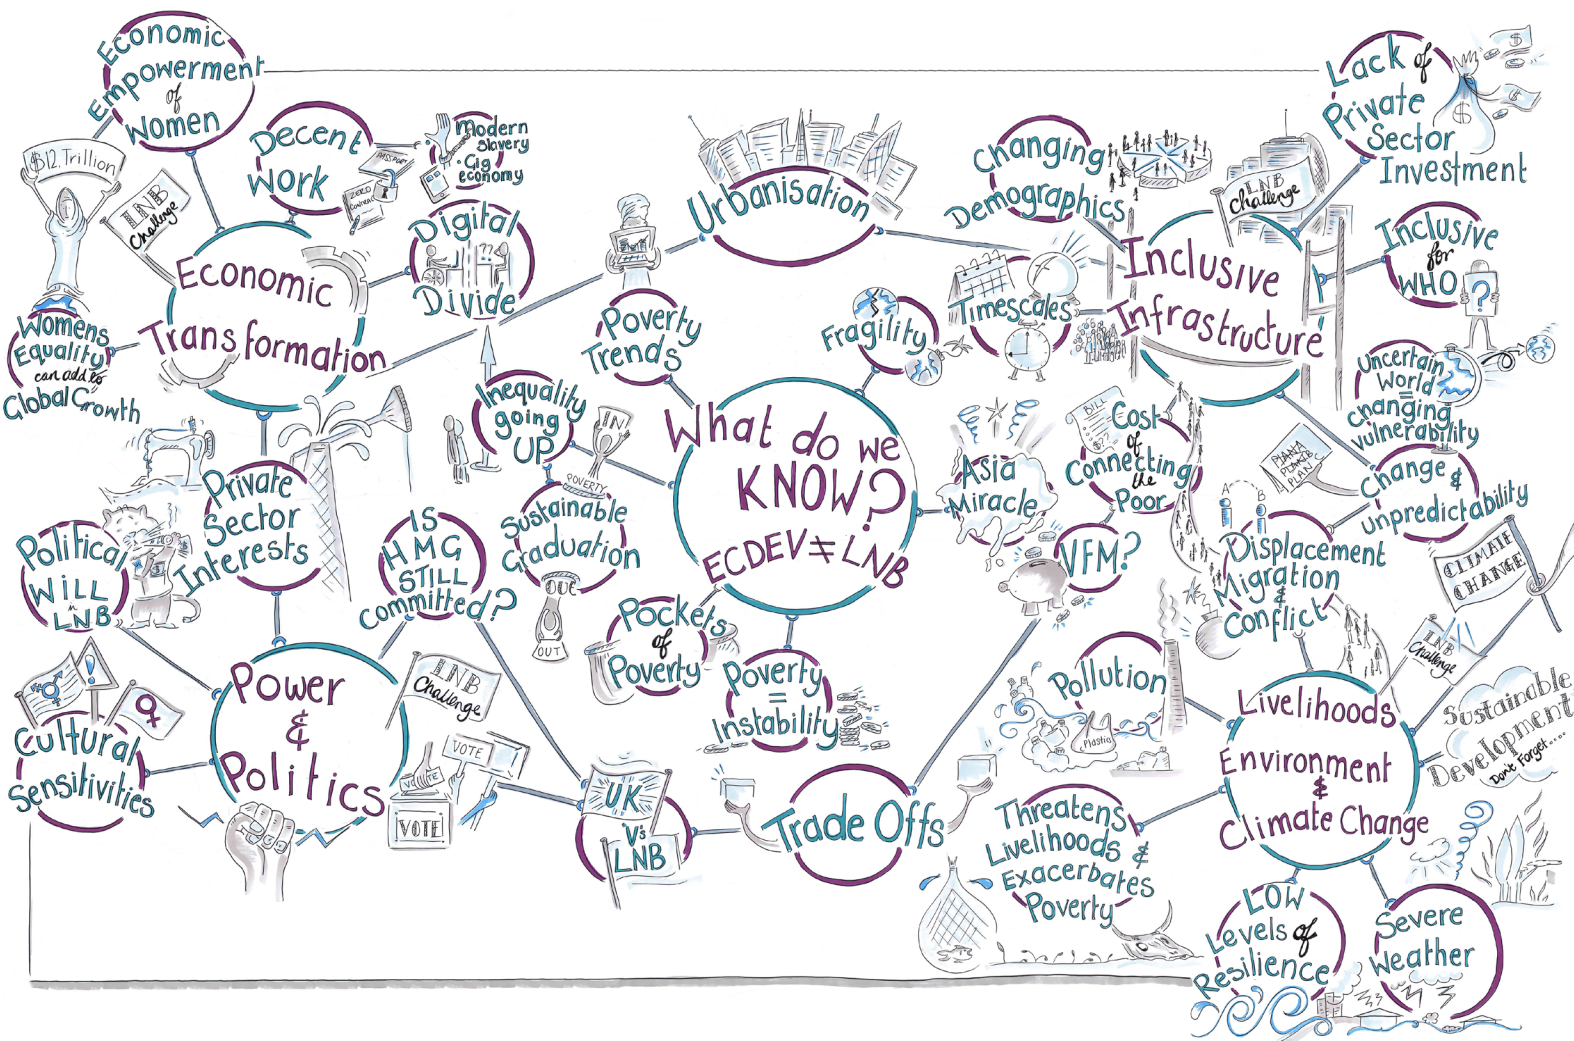 Economic
Empowerment
of
Women
$12. Trillion
LNB
Challenge
Decent
Work
PASSPORT
ZERO
CONTRACT
Modern
Slavery
Gig
economy
Digital
??
Divide
Economic
Transformation
Womens
Equality
can add to
Global Growth
Urbanisation
Changing
Demographics
LNB
Challenge
Lack of
Private
Sector
Investment
$
$
$
Inclusive
for
WHO
?
Inclusive
Infrastructure
Timescales
Fragility
Poverty
Trends
Inequality
going
UP
IN
POVERTY
Sustainable
Graduation
OUT
OUT
What do we
KNOW?
ECDEV ≠ LNB
Asia
Miracle
BILL
Cost
of
Connecting
the
Poor
VFM?
Uncertain
World
=
changing
vulnerability
PLAN A
PLAN B
PLAN C
Change &
unpredictability
A
B
Displacement
Migration
&
Conflict
CLIMATE
CHANGE
LNB
Challenge
Private
Sector
Interests
Political
Will
in
LNB
$
IS
HMG
STILL
Committed?
Pockets
of
Poverty
Poverty
=
Instability
!
Cultural
Sensitivities
Power
&
Politics
LNB
Challenge
VOTE
VOTE
VOTE
UK
V's
LNB
Trade Offs
Pollution
Plastic
Livelihoods
Environment
&
Climate Change
Sustainable
Development
Don't Forget....
Threatens
Livelihoods &
Exacerbates
Poverty
LOW
Levels of
Resilience
Severe
Weather